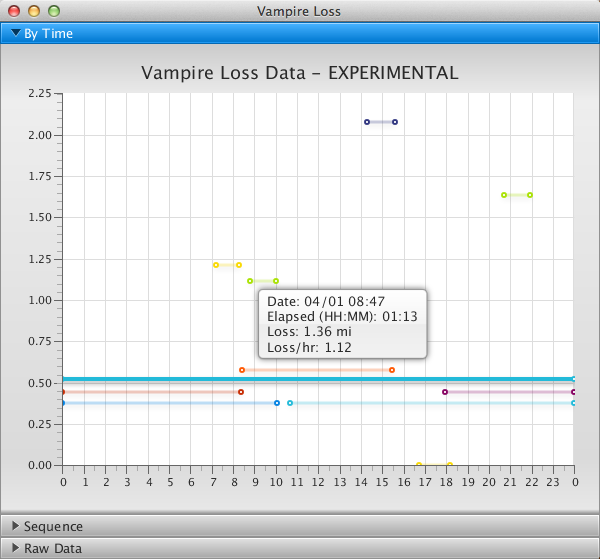 Vampire Loss
By Time
Vampire Loss Data – EXPERIMENTAL
2.25
2.00
1.75
1.50
1.25
1.00
0.75
0.50
0.25
0.00
Date: 04/01 08:47
Elapsed (HH:MM): 01:13
Loss: 1.36 mi
Loss/hr: 1.12
0 1 2 3 4 5 6 7 8 9 10 11 12 13 14 15 16 17 18 19 20 21 22 23 0
Sequence
Raw Data